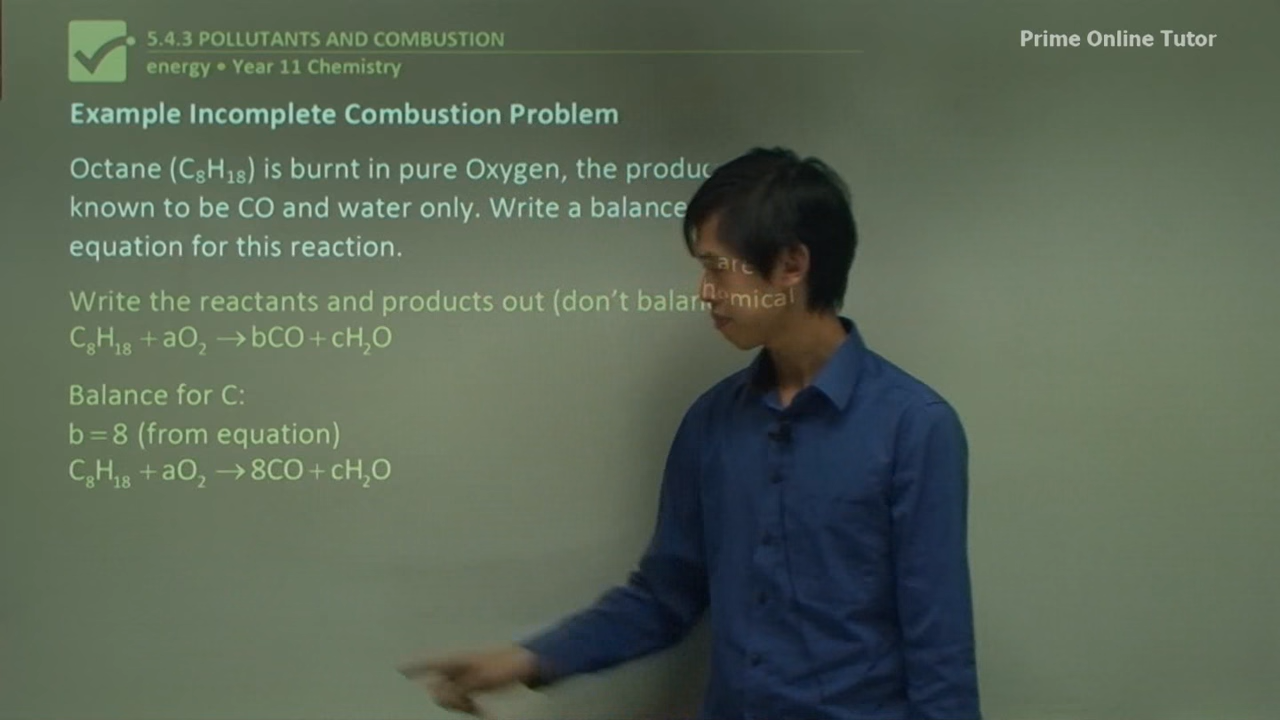 5.4.3 POLLUTANTS AND COMBUSTION
energy • Year 11 Chemistry
Prime Online Tutor
Example Incomplete Combustion Problem
Octane (C₈H₁₈) is burnt in pure Oxygen, the
known to be CO and water only. Write a
equation for this reaction.
are
Write the reactants and products out (don't
C₈H₁₈ + aO₂ → bCO + cH₂O
Balance for C:
b = 8 (from equation)
C₈H₁₈ + aO₂ → 8CO + cH₂O